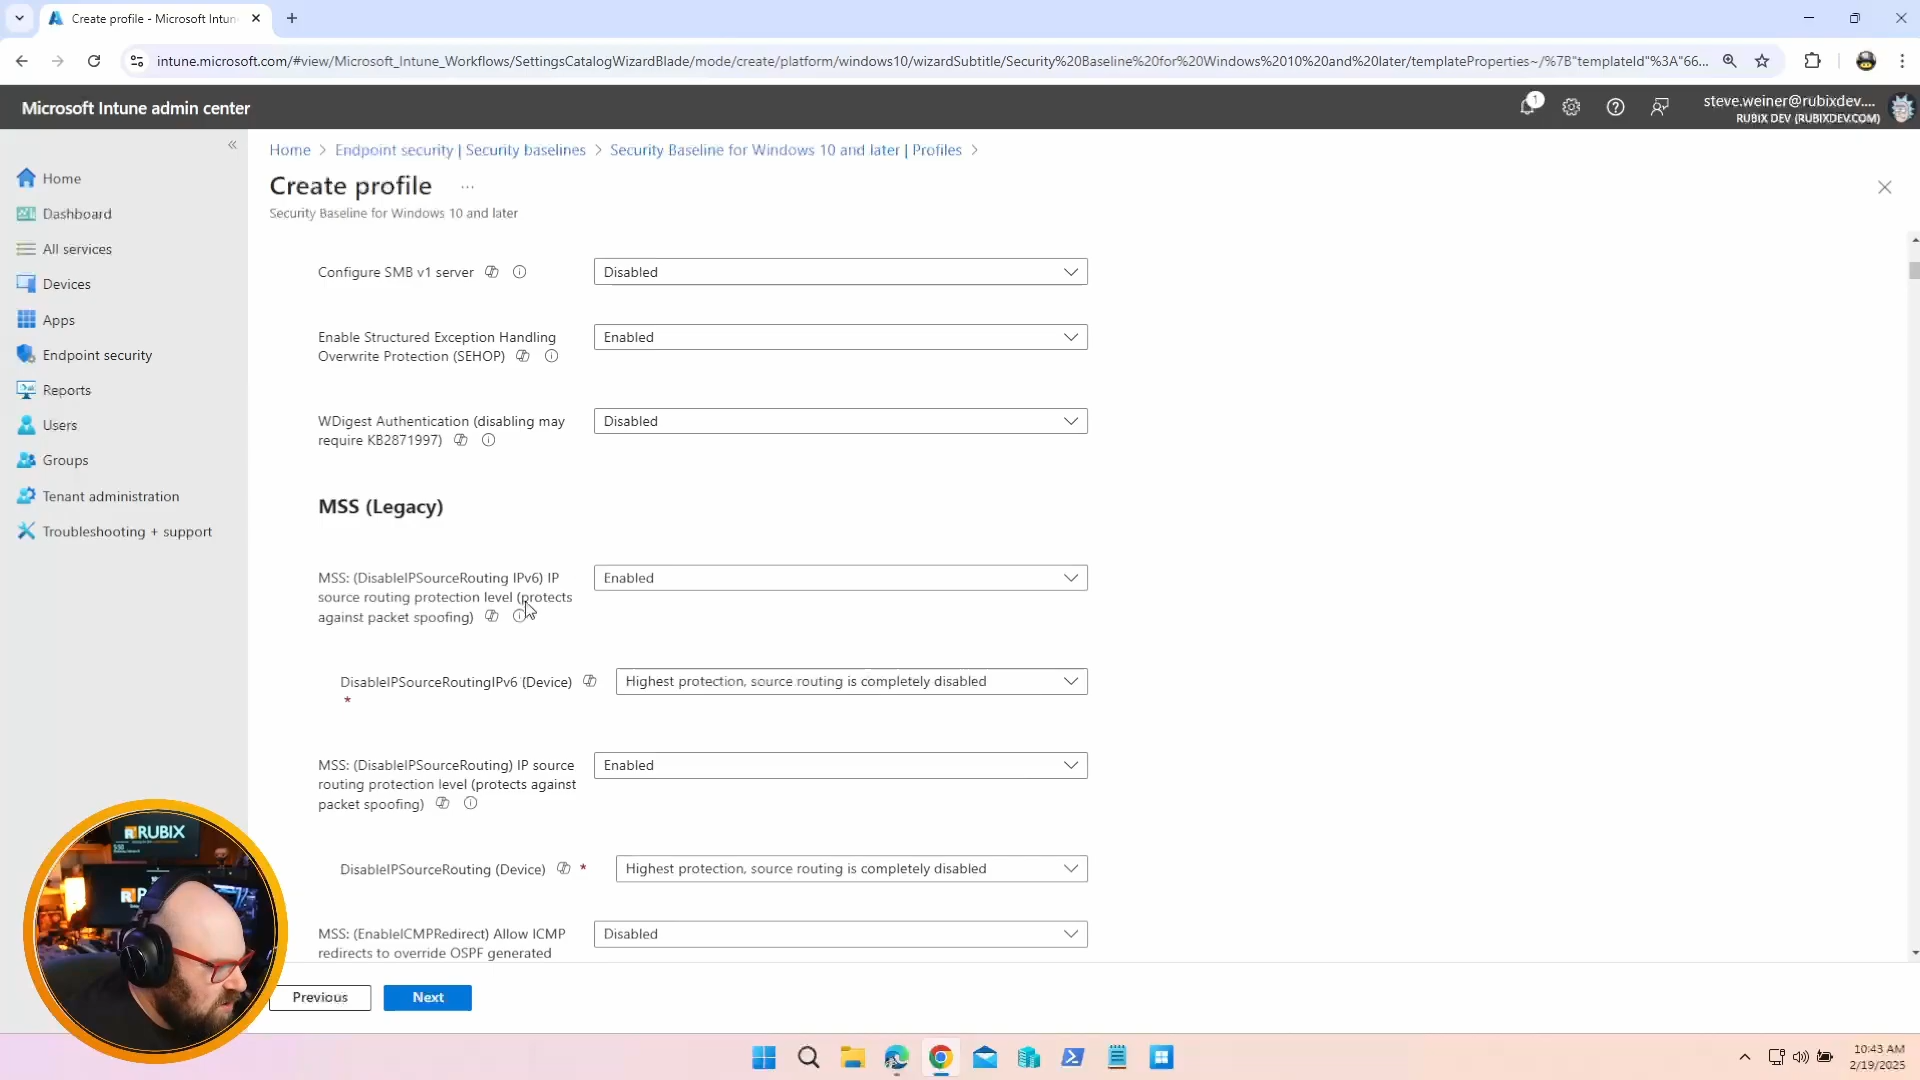 Create profile - Microsoft Intun
intune.microsoft.com/#view/Microsoft_Intune_Workflows/SettingsCatalogWizardBlade/mode/create/platform/windows10/wizardSubtitle/Security%20Baseline%20for%20Windows%2010%20and%20later/templateProperties~/%7B"templateId"%3A"66...
Microsoft Intune admin center
1
steve.weiner@rubixdev....
RUBIX DEV (RUBIXDEV.COM)
Home
Dashboard
All services
Devices
Apps
Endpoint security
Reports
Users
Groups
Tenant administration
Troubleshooting + support
Home > Endpoint security | Security baselines > Security Baseline for Windows 10 and later | Profiles >
Create profile ...
Security Baseline for Windows 10 and later
Configure SMB v1 server
Disabled
Enable Structured Exception Handling
Overwrite Protection (SEHOP)
Enabled
WDigest Authentication (disabling may
require KB2871997)
Disabled
MSS (Legacy)
MSS: (DisableIPSourceRouting IPv6) IP
source routing protection level (protects
against packet spoofing)
Enabled
DisableIPSourceRoutingIPv6 (Device)
*
Highest protection, source routing is completely disabled
MSS: (DisableIPSourceRouting) IP source
routing protection level (protects against
packet spoofing)
Enabled
DisableIPSourceRouting (Device) *
Highest protection, source routing is completely disabled
MSS: (EnableICMPRedirect) Allow ICMP
redirects to override OSPF generated
Disabled
Previous
Next
RUBIX
10:43 AM
2/19/2025